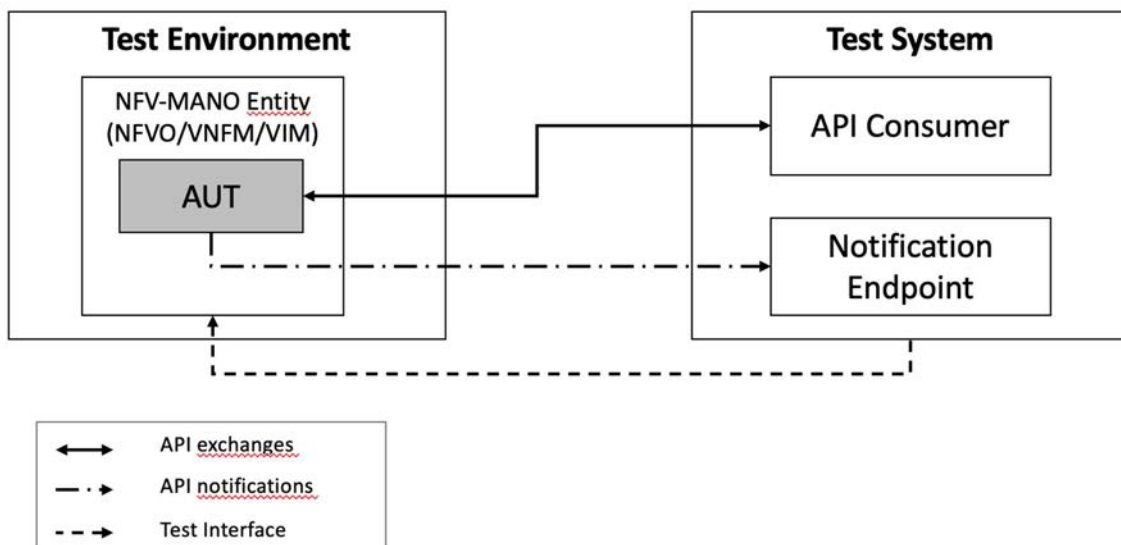 Test Environment
NFV-MANO Entity
(NFVO/VNFM/VIM)
AUT
Test System
API Consumer
Notification
Endpoint
API exchanges
API notifications
Test Interface